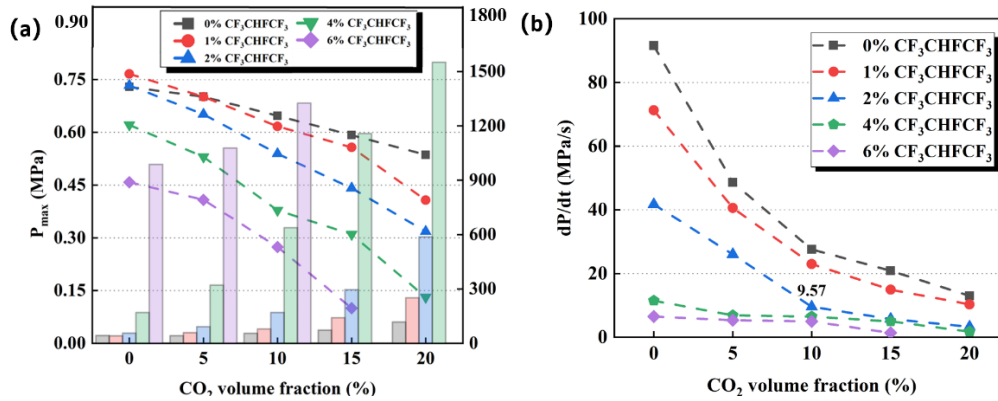 (a)
0% CF₃CHFCF₃
4% CF₃CHFCF₃
1% CF₃CHFCF₃
6% CF₃CHFCF₃
2% CF₃CHFCF₃
0.90
0.75
0.60
0.45
0.30
0.15
0.00
Pmax (MPa)
1800
1500
1200
900
600
300
0
0
5
10
15
20
CO₂ volume fraction (%)
(b)
0% CF₃CHFCF₃
1% CF₃CHFCF₃
2% CF₃CHFCF₃
4% CF₃CHFCF₃
6% CF₃CHFCF₃
100
80
60
40
20
0
dP/dt (MPa/s)
9.57
0
5
10
15
20
CO₂ volume fraction (%)